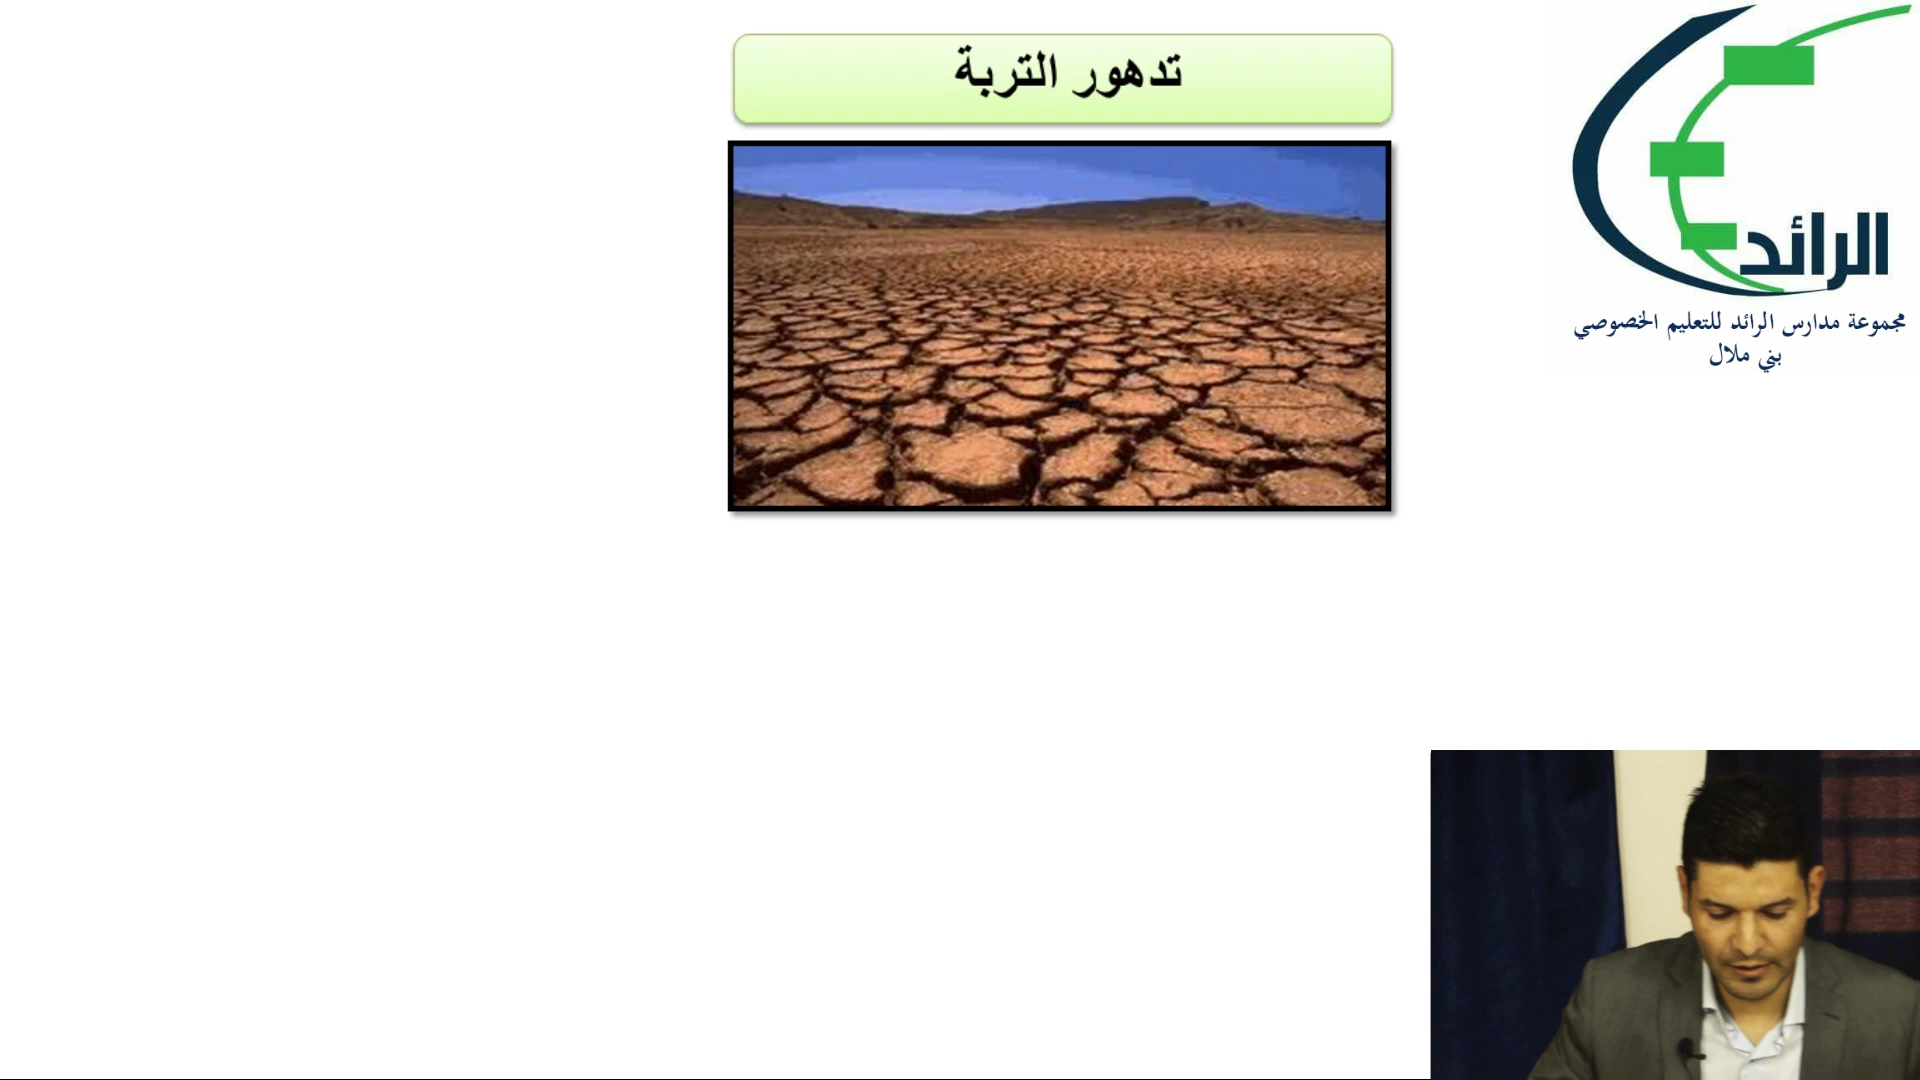 تدهور التربة
الرائد
مجموعة مدارس الرائد للتعليم الخصوصي
بني ملال